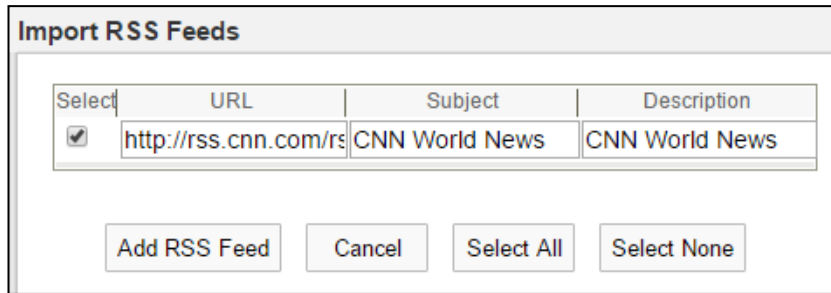 Import RSS Feeds
Select URL Subject Description
http://rss.cnn.com/rs CNN World News CNN World News
Add RSS Feed Cancel Select All Select None